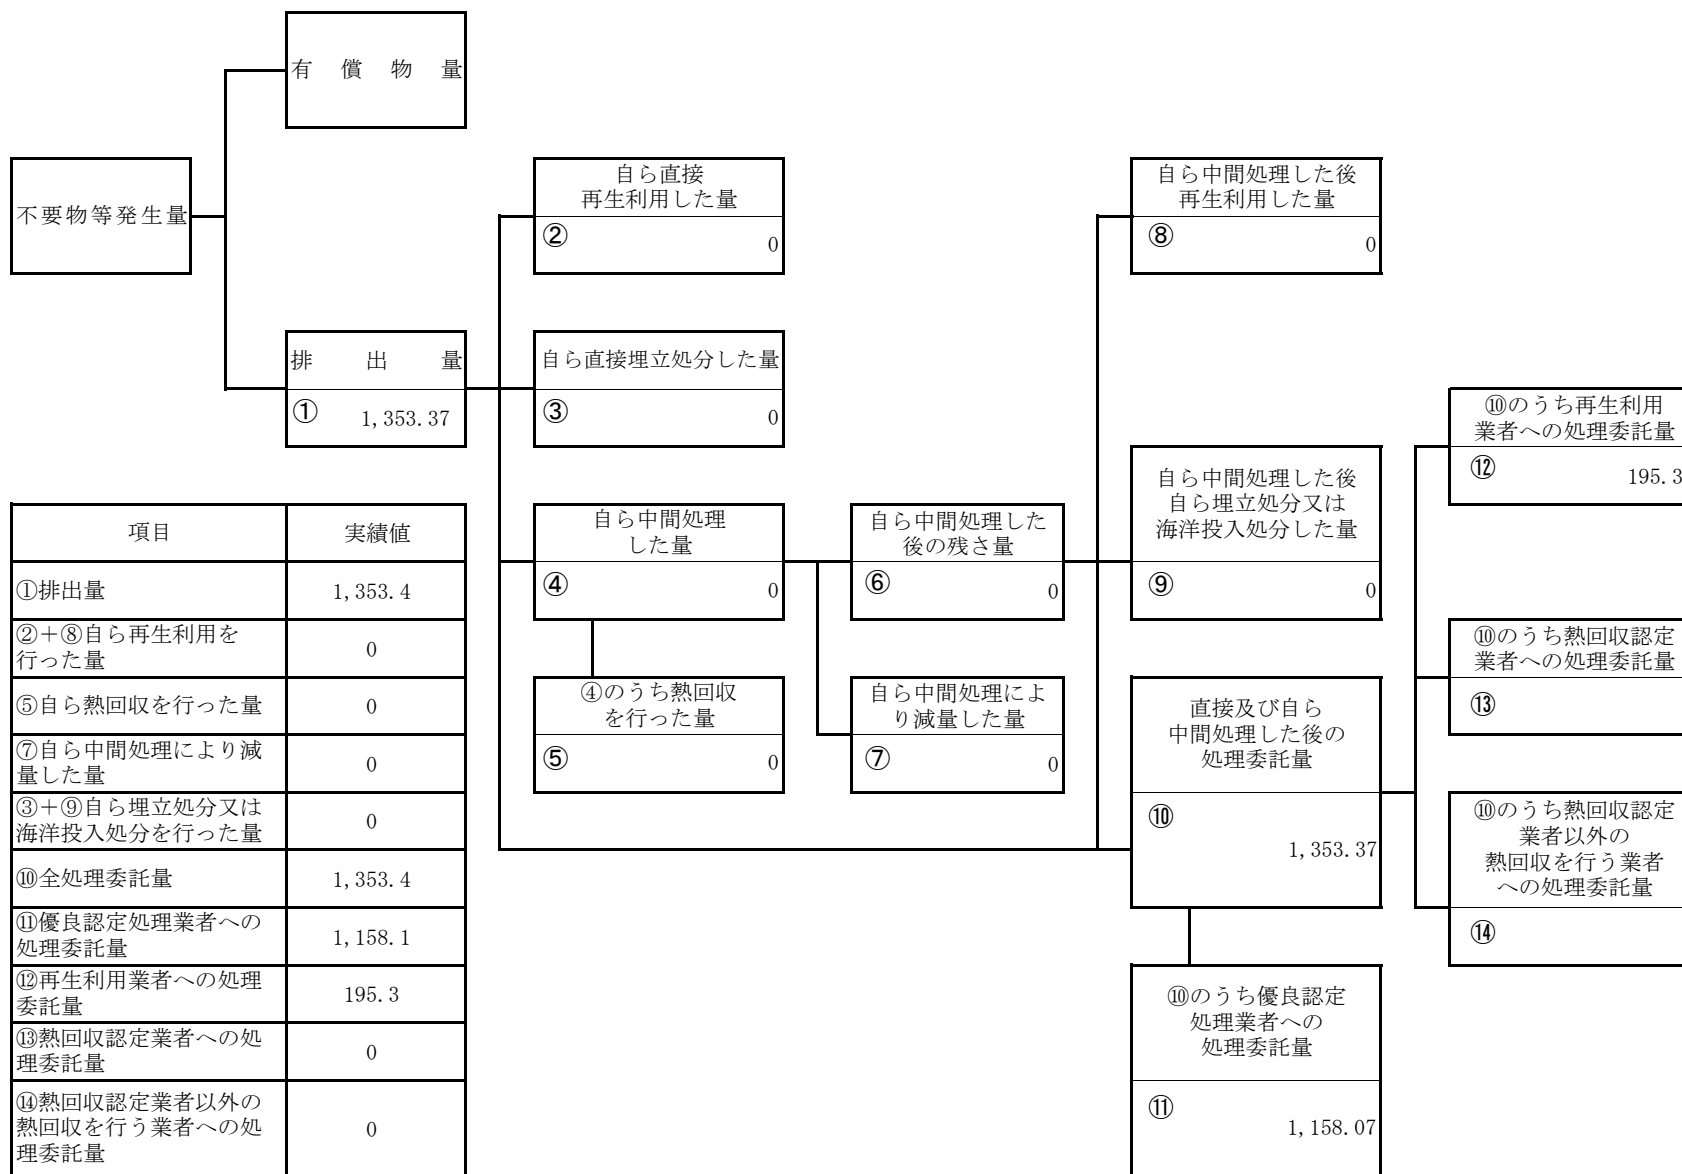 有償物量
不要物等発生量
排出量
① 1,353.37
自ら直接
再生利用した量
② 0
自ら直接埋立処分した量
③ 0
自ら中間処理
した量
④ 0
④のうち熱回収
を行った量
⑤ 0
自ら中間処理した
後の残さ量
⑥ 0
自ら中間処理によ
り減量した量
⑦ 0
自ら中間処理した後
再生利用した量
⑧ 0
自ら中間処理した後
自ら埋立処分又は
海洋投入処分した量
⑨ 0
直接及び自ら
中間処理した後の
処理委託量
⑩
1,353.37
⑩のうち優良認定
処理業者への
処理委託量
⑪
1,158.07
⑩のうち再生利用
業者への処理委託量
⑫ 195.3
⑩のうち熱回収認定
業者への処理委託量
⑬
⑩のうち熱回収認定
業者以外の
熱回収を行う業者
への処理委託量
⑭
項目 実績値
①排出量 1,353.4
②+⑧自ら再生利用を
行った量 0
⑤自ら熱回収を行った量 0
⑦自ら中間処理により減
量した量 0
③+⑨自ら埋立処分又は
海洋投入処分を行った量 0
⑩全処理委託量 1,353.4
⑪優良認定処理業者への
処理委託量 1,158.1
⑫再生利用業者への処理
委託量 195.3
⑬熱回収認定業者への処
理委託量 0
⑭熱回収認定業者以外の
熱回収を行う業者への処
理委託量 0